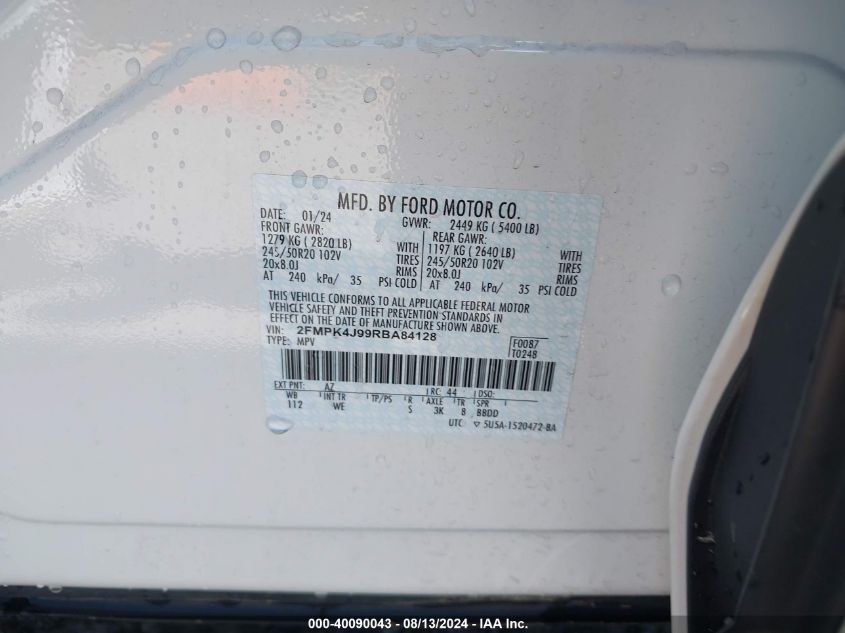 MFD. BY FORD MOTOR CO.
DATE: 01/24 GVWR: 2449 KG ( 5400 LB)
FRONT GAWR: REAR GAWR:
1279 KG ( 2820 LB) WITH 1197 KG ( 2640 LB) WITH
245/50R20 102V TIRES 245/50R20 102V TIRES
20x8.0J RIMS 20x8.0J RIMS
AT 240 kPa/ 35 PSI COLD AT 240 kPa/ 35 PSI COLD
THIS VEHICLE CONFORMS TO ALL APPLICABLE FEDERAL MOTOR
VEHICLE SAFETY AND THEFT PREVENTION STANDARDS IN
EFFECT ON THE DATE OF MANUFACTURE SHOWN ABOVE.
VIN: 2FMPK4J99RBA84128 F0087
TYPE: MPV T0248
EXT PNT: AZ RC: 44 DSO:
WB INT TR TP/PS R AXLE TR SPR
112 WE S 3K 8 BBDD
UTC ▽ 5U5A-1520472-BA
000-40090043 - 08/13/2024 - IAA Inc.